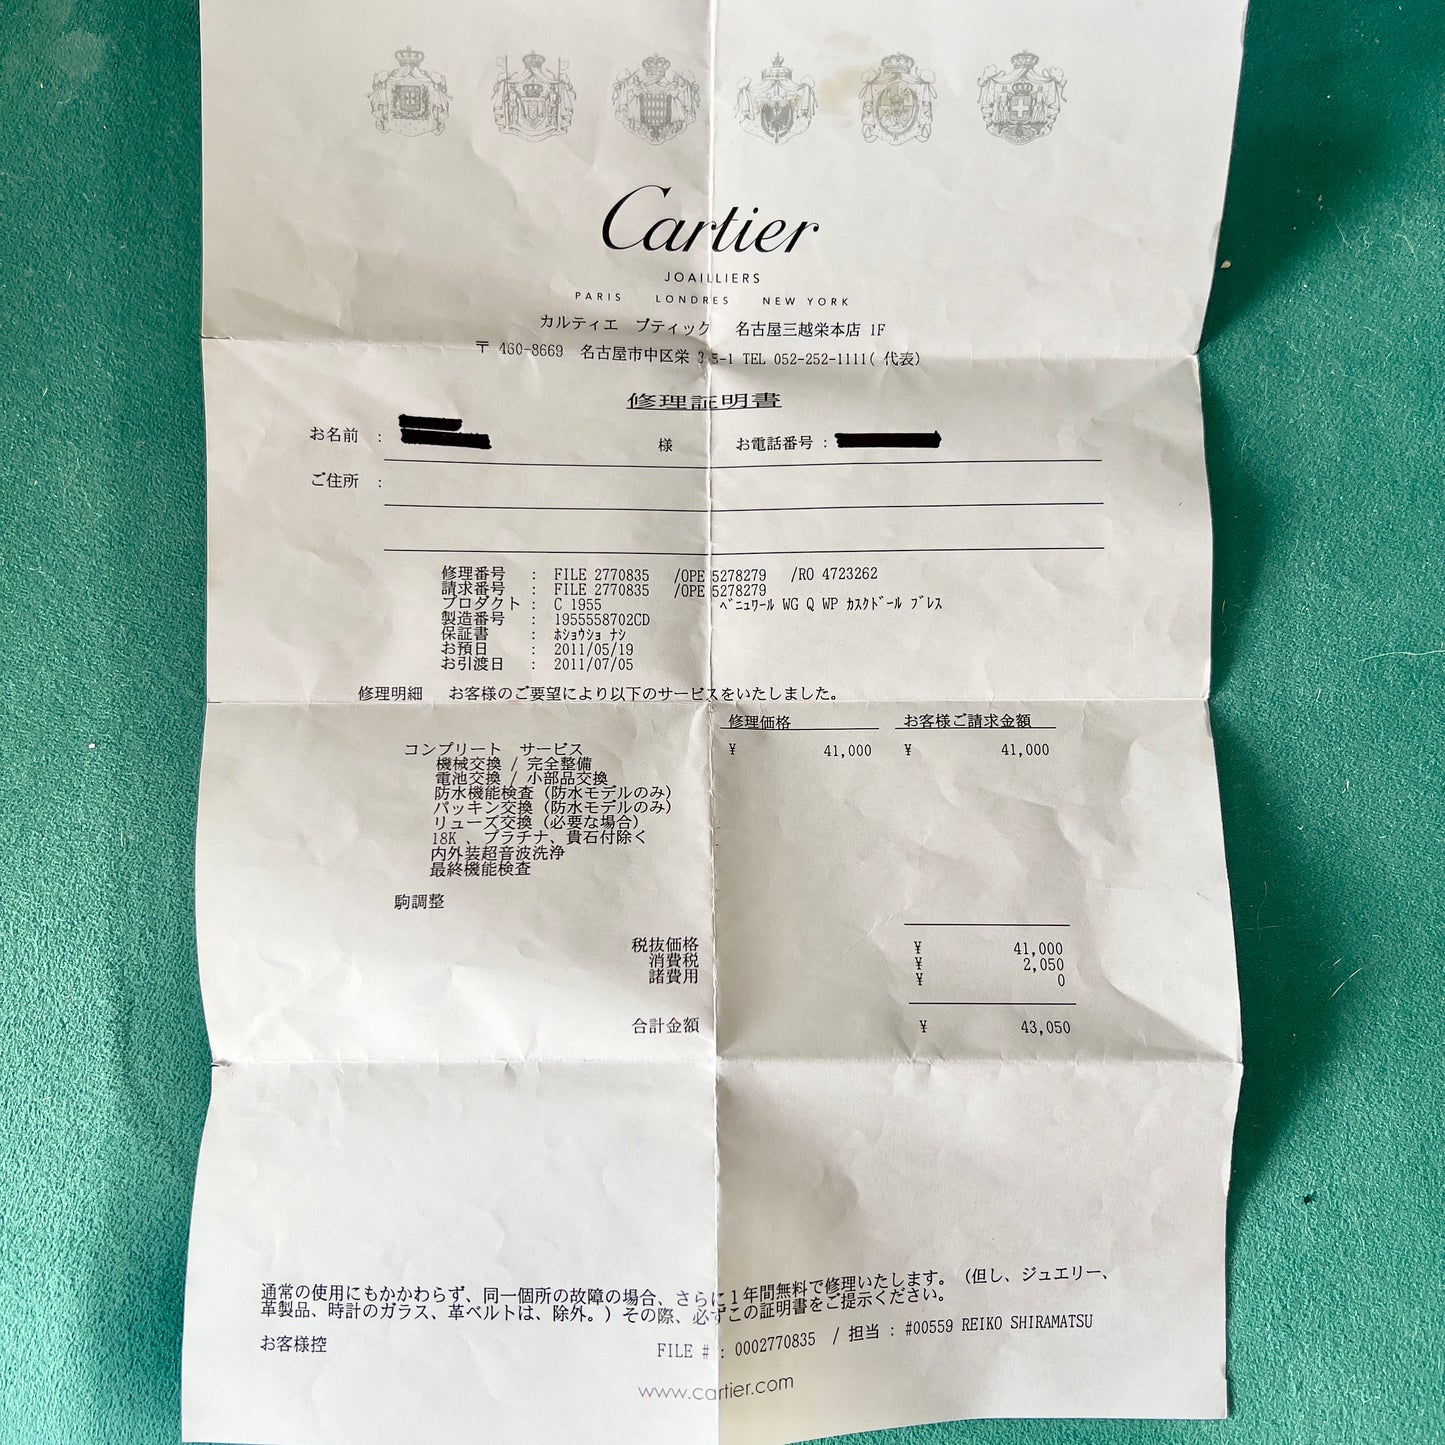 Cartier
JOAILLIERS
PARIS LONDRES NEW YORK
カルティエ ブティック 名古屋三越栄本店 1F
〒 460-8669 名古屋市中区栄 3 5-1 TEL 052-252-1111( 代表)
修理証明書
お名前 : 様 お電話番号 :
ご住所 :
修理番号 : FILE 2770835 /OPE 5278279 /RO 4723262
請求番号 : FILE 2770835 /OPE 5278279
プロダクト : C 1955 ﾍﾞﾆｭﾜｰﾙ WG Q WP ｶｽｸﾄﾞｰﾙ ﾌﾞﾚｽ
製造番号 : 1955558702CD
保証書 : ﾎｼｮｳｼｮ ﾅｼ
お預日 : 2011/05/19
お引渡日 : 2011/07/05
修理明細 お客様のご要望により以下のサービスをいたしました。
修理価格 お客様ご請求金額
コンプリート サービス ¥ 41,000 ¥ 41,000
機械交換 / 完全整備
電池交換 / 小部品交換
防水機能検査 (防水モデルのみ)
パッキン交換 (防水モデルのみ)
リューズ交換 (必要な場合)
18K 、プラチナ、貴石付除く
内外装超音波洗浄
最終機能検査
駒調整
税抜価格 ¥ 41,000
消費税 ¥ 2,050
諸費用 ¥ 0
合計金額 ¥ 43,050
通常の使用にもかかわらず、同一個所の故障の場合、さらに1年間無料で修理いたします。(但し、ジュエリー、
革製品、時計のガラス、革ベルトは、除外。) その際、必ずこの証明書をご提示ください。
お客様控 FILE # : 0002770835 / 担当 : #00559 REIKO SHIRAMATSU
www.cartier.com